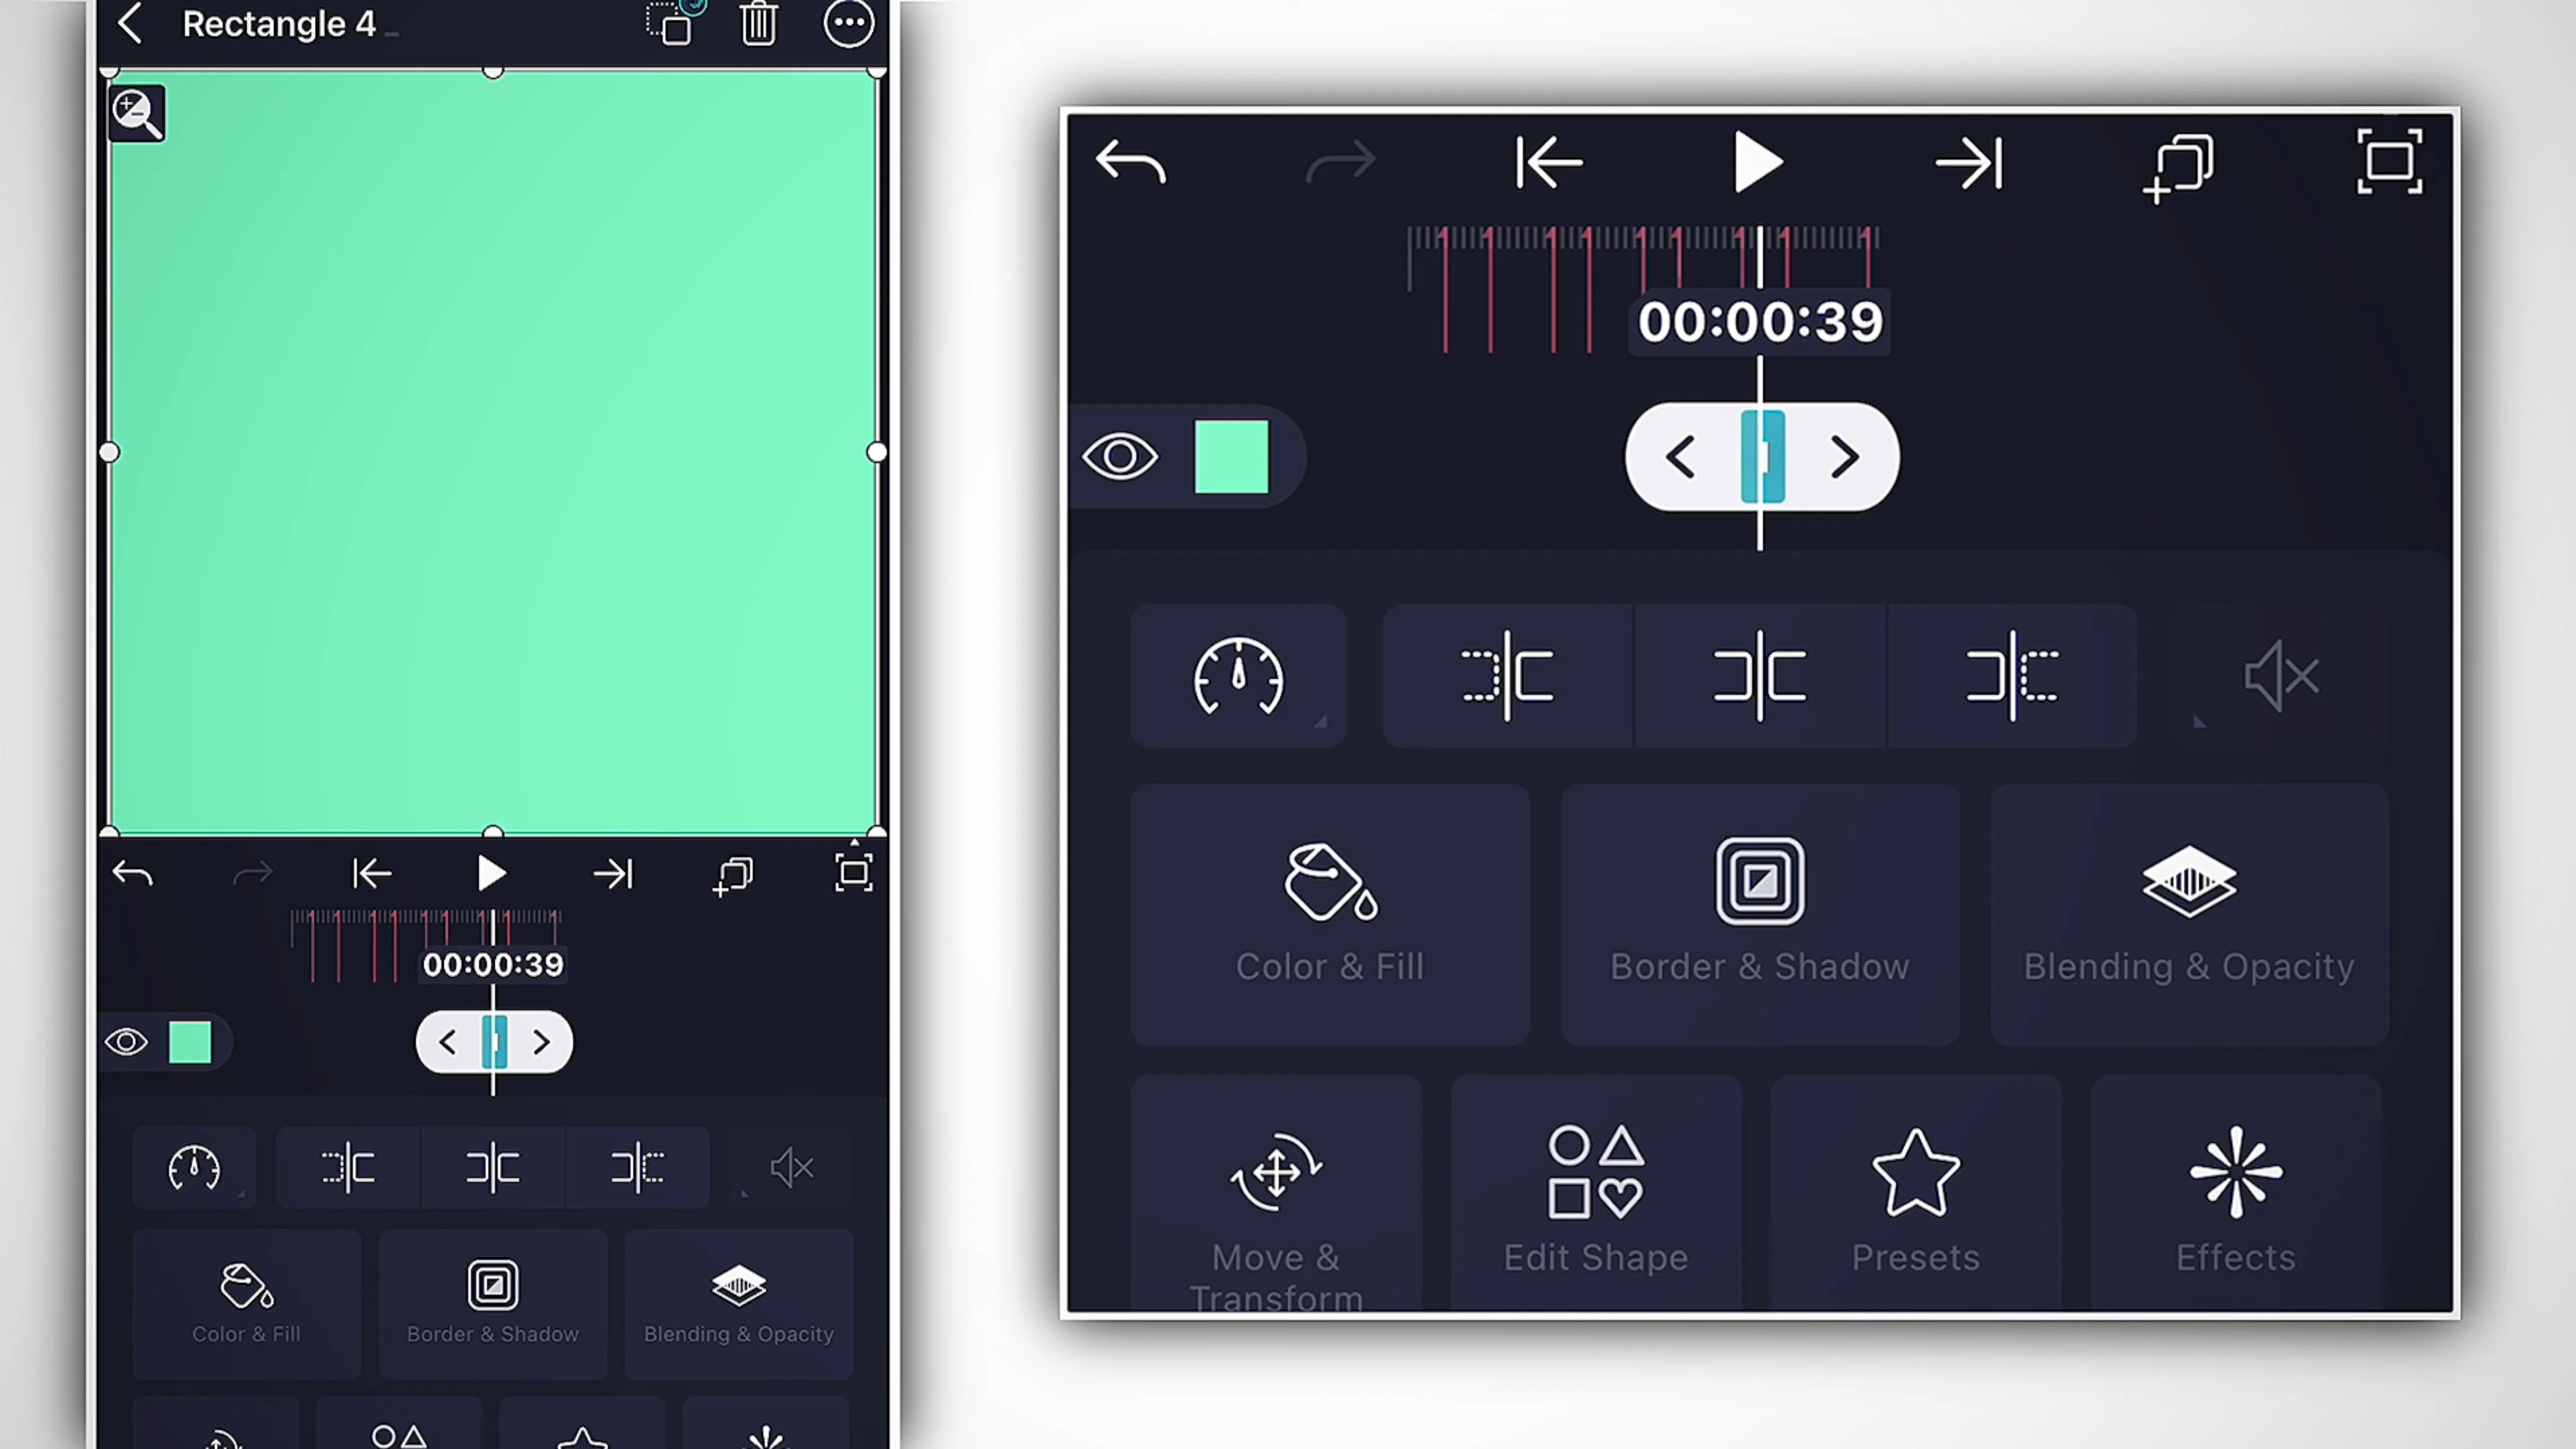 Rectangle 4
00:00:39
Color & Fill
Border & Shadow
Blending & Opacity
00:00:39
Color & Fill
Border & Shadow
Blending & Opacity
Move &
Transform
Edit Shape
Presets
Effects